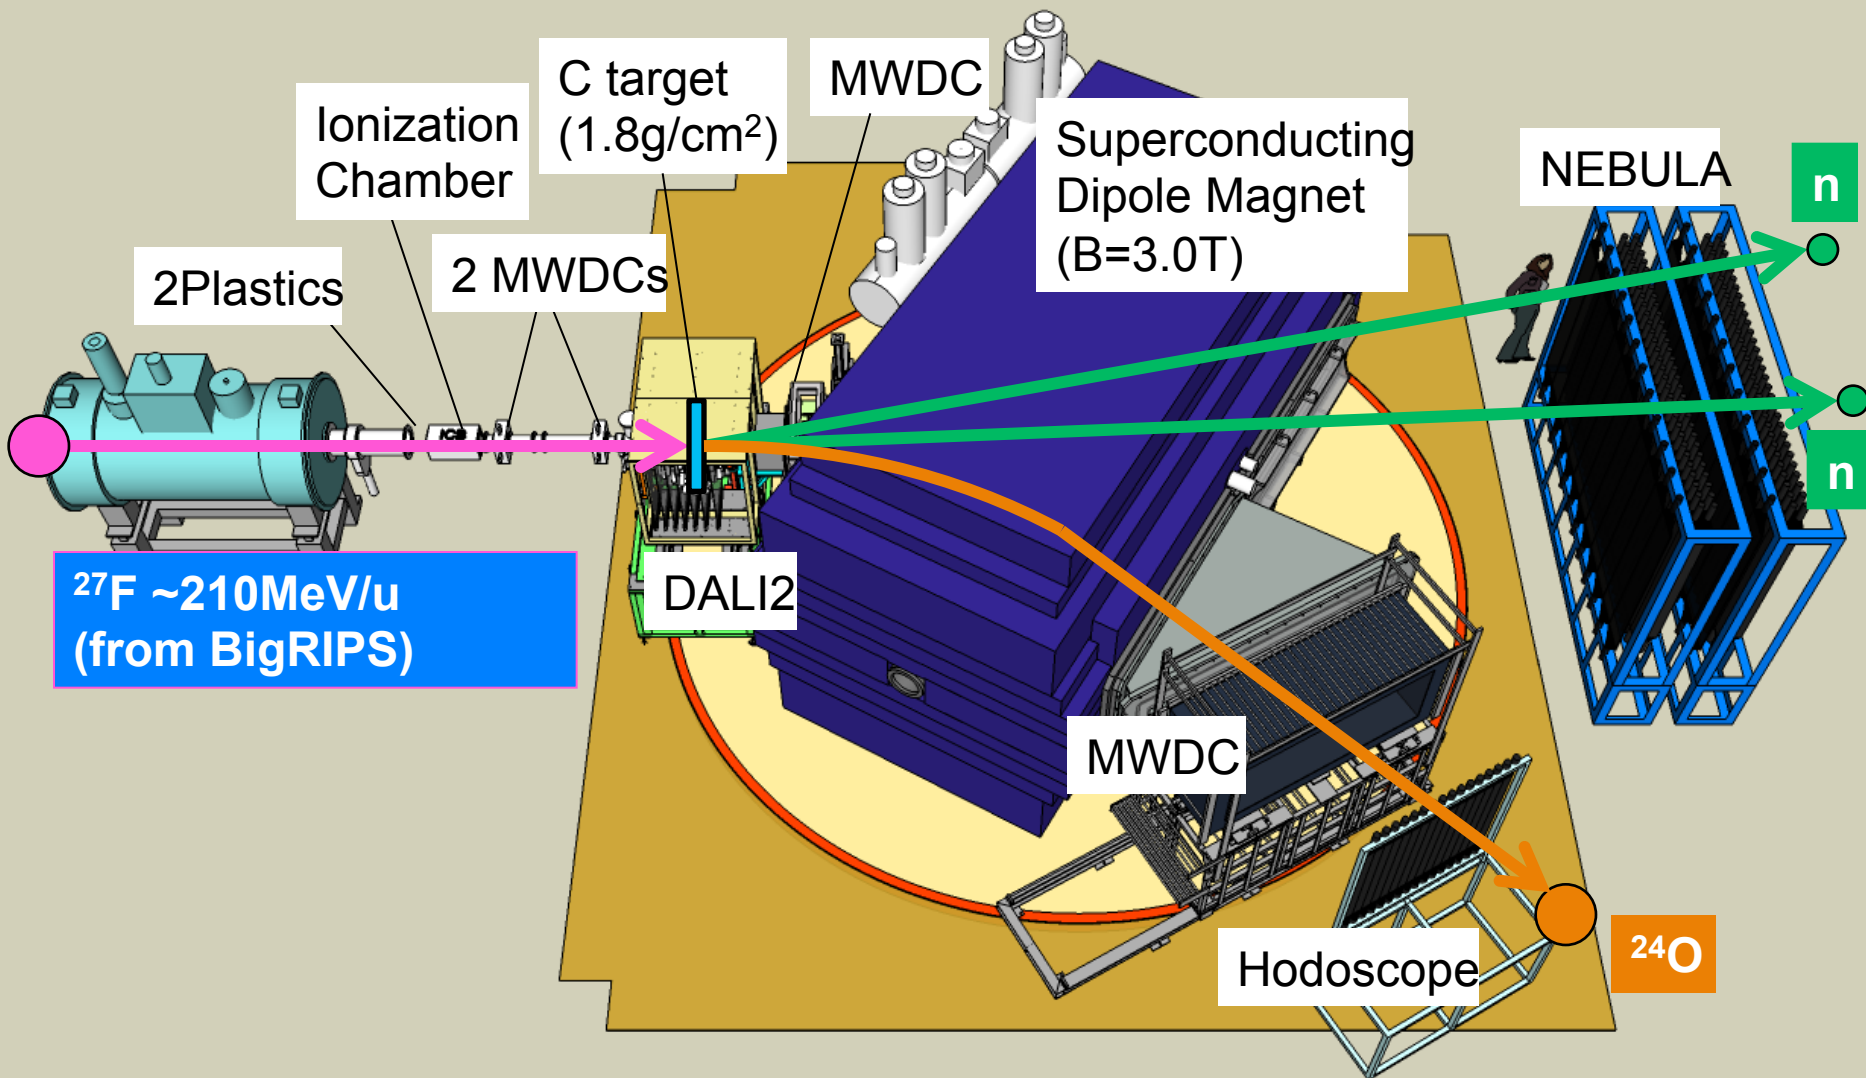 C target
(1.8g/cm²)
MWDC
Ionization
Chamber
Superconducting
Dipole Magnet
(B=3.0T)
NEBULA
n
2Plastics
2 MWDCs
ICB
n
²⁷F ~210MeV/u
(from BigRIPS)
DALI2
MWDC
Hodoscope
²⁴O